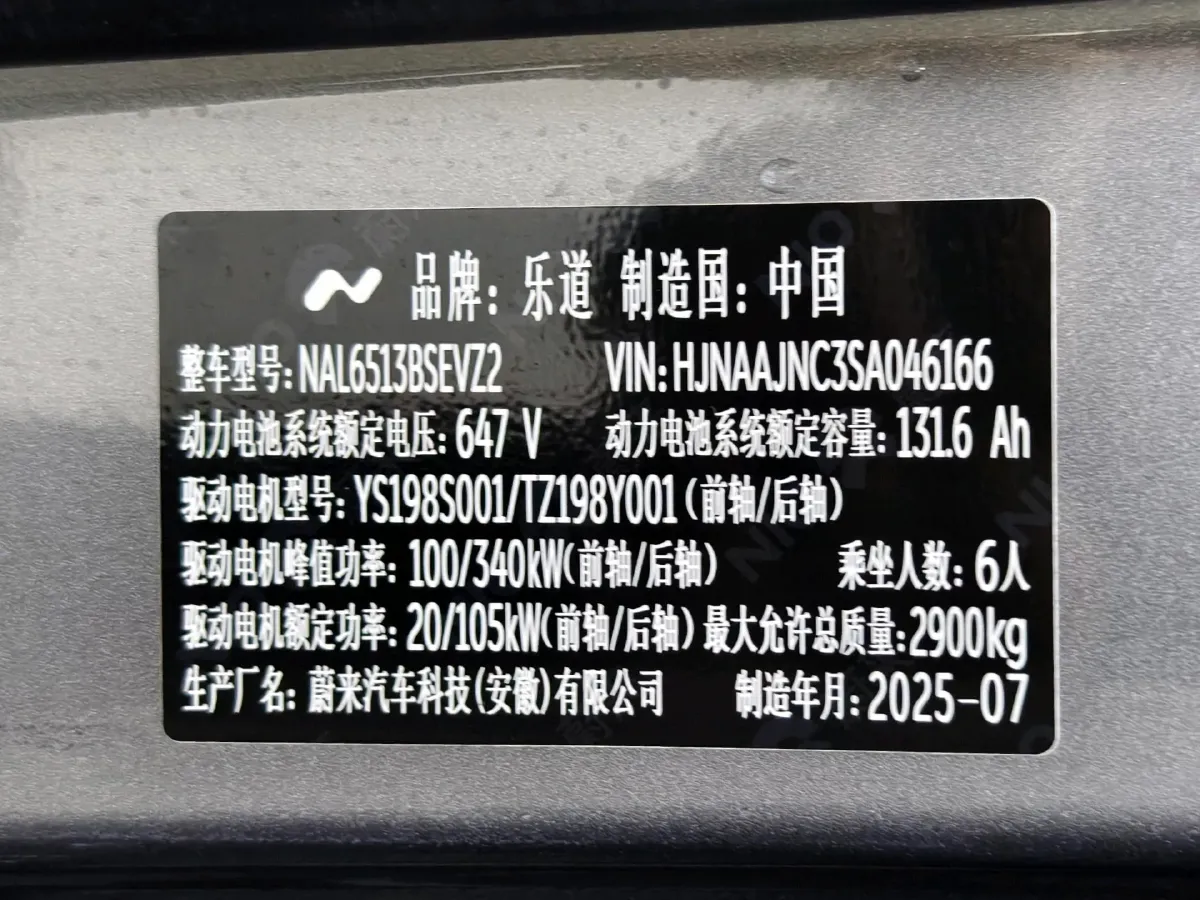 品牌：乐道 制造国：中国
整车型号：NAL6513BSEVZ2 VIN：HJNAAJNC3SA046166
动力电池系统额定电压：647 V 动力电池系统额定容量：131.6 Ah
驱动电机型号：YS198S001/TZ198Y001(前轴/后轴)
驱动电机峰值功率：100/340kW(前轴/后轴) 乘坐人数：6人
驱动电机额定功率：20/105kW(前轴/后轴) 最大允许总质量：2900kg
生产厂名：蔚来汽车科技(安徽)有限公司 制造年月：2025-07